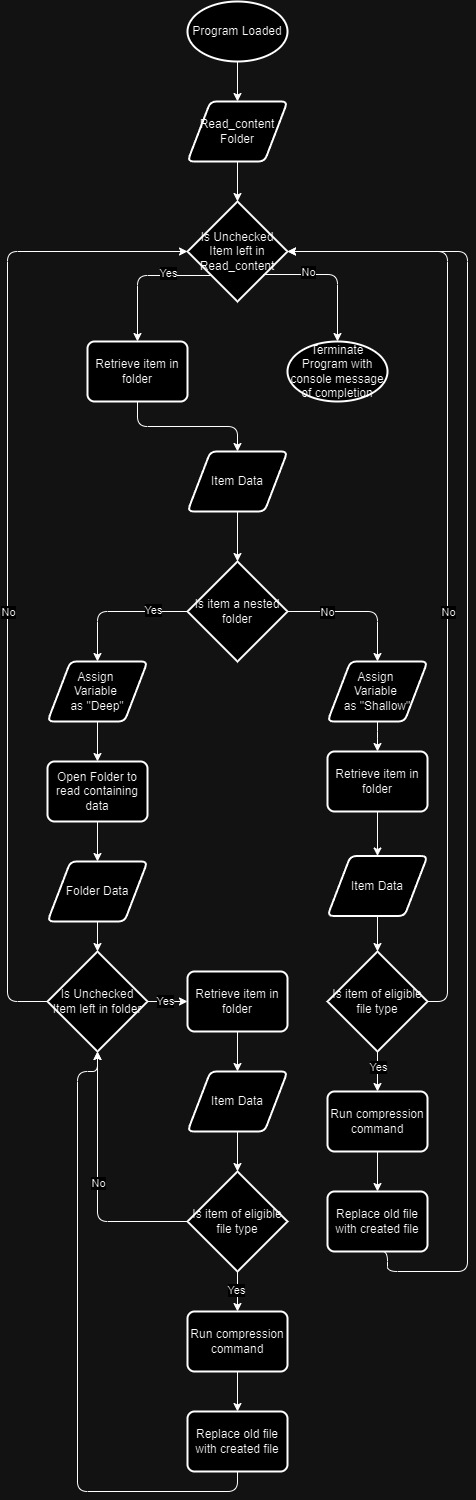 Program Loaded
Read_content
Folder
Is Unchecked
Item left in
Read_content
Yes
No
Retrieve item in
folder
Terminate
Program with
console message
of completion
Item Data
Is item a nested
folder
No
Yes
No
No
Assign
Variable
as "Deep"
Assign
Variable
as "Shallow"
Open Folder to
read containing
data
Retrieve item in
folder
Folder Data
Item Data
Is Unchecked
Item left in folder
Yes
Retrieve item in
folder
Is item of eligible
file type
Yes
Item Data
Run compression
command
No
Is item of eligible
file type
Replace old file
with created file
Yes
Run compression
command
Replace old file
with created file